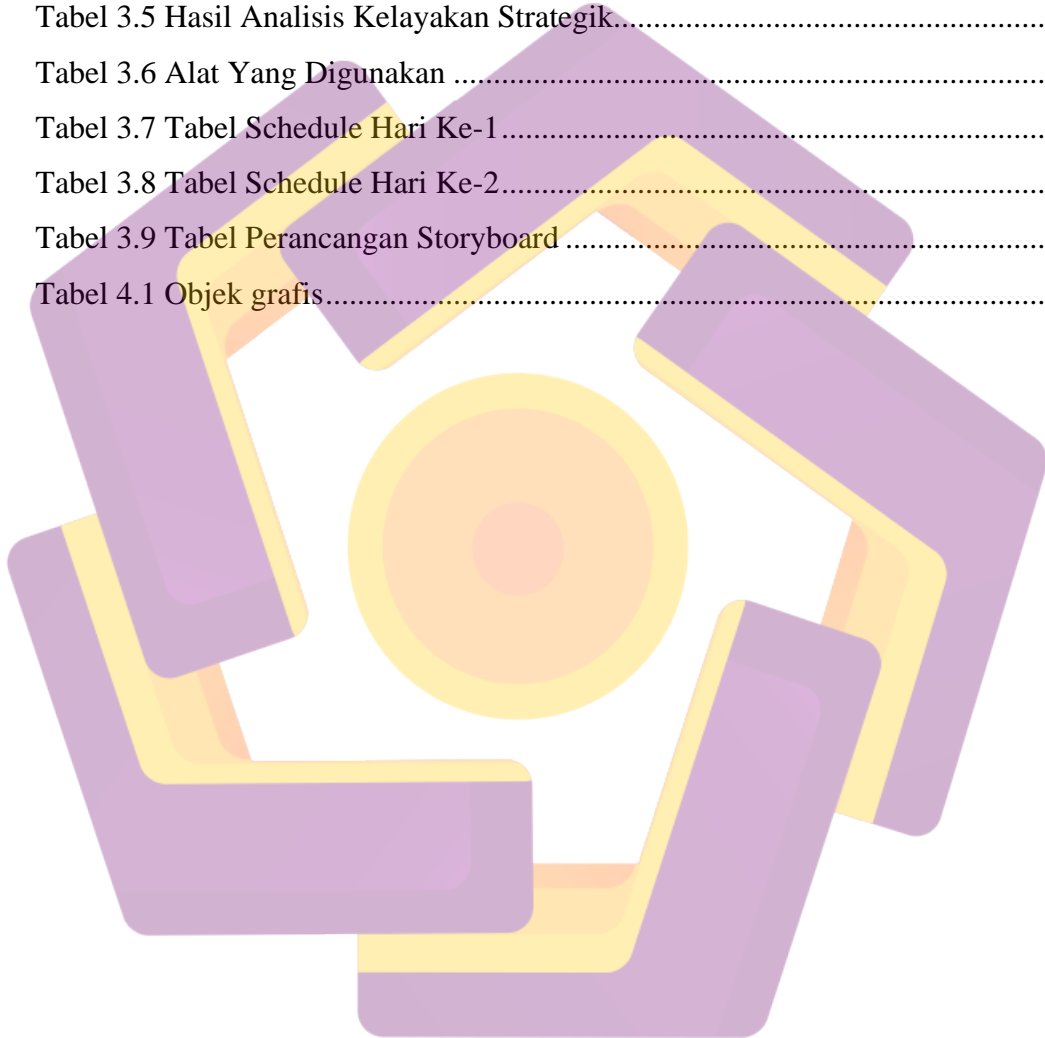 Tabel 3.5 Hasil Analisis Kelayakan Strategik......................................................
Tabel 3.6 Alat Yang Digunakan ..........................................................................
Tabel 3.7 Tabel Schedule Hari Ke-1....................................................................
Tabel 3.8 Tabel Schedule Hari Ke-2....................................................................
Tabel 3.9 Tabel Perancangan Storyboard ............................................................
Tabel 4.1 Objek grafis..........................................................................................